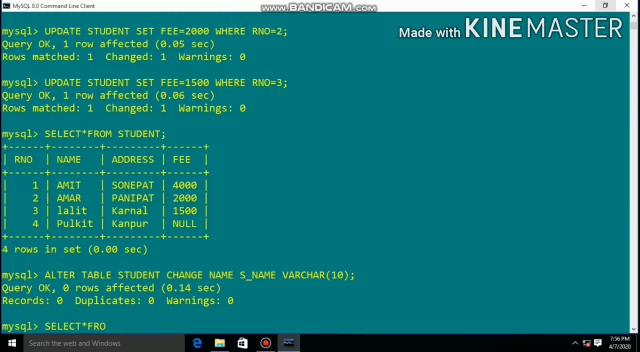 MySQL 8.0 Command Line Client
www.BANDICAM.com
Made with KINEMASTER
mysql> UPDATE STUDENT SET FEE=2000 WHERE RNO=2;
Query OK, 1 row affected (0.05 sec)
Rows matched: 1  Changed: 1  Warnings: 0
mysql> UPDATE STUDENT SET FEE=1500 WHERE RNO=3;
Query OK, 1 row affected (0.06 sec)
Rows matched: 1  Changed: 1  Warnings: 0
mysql> SELECT*FROM STUDENT;
+------+--------+---------+------+
| RNO  | NAME   | ADDRESS | FEE  |
+------+--------+---------+------+
|    1 | AMIT   | SONEPAT | 4000 |
|    2 | AMAR   | PANIPAT | 2000 |
|    3 | lalit  | Karnal  | 1500 |
|    4 | Pulkit | Kanpur  | NULL |
+------+--------+---------+------+
4 rows in set (0.00 sec)
mysql> ALTER TABLE STUDENT CHANGE NAME S_NAME VARCHAR(10);
Query OK, 0 rows affected (0.14 sec)
Records: 0  Duplicates: 0  Warnings: 0
mysql> SELECT*FRO
Search the web and Windows
7:56 PM
4/7/2020